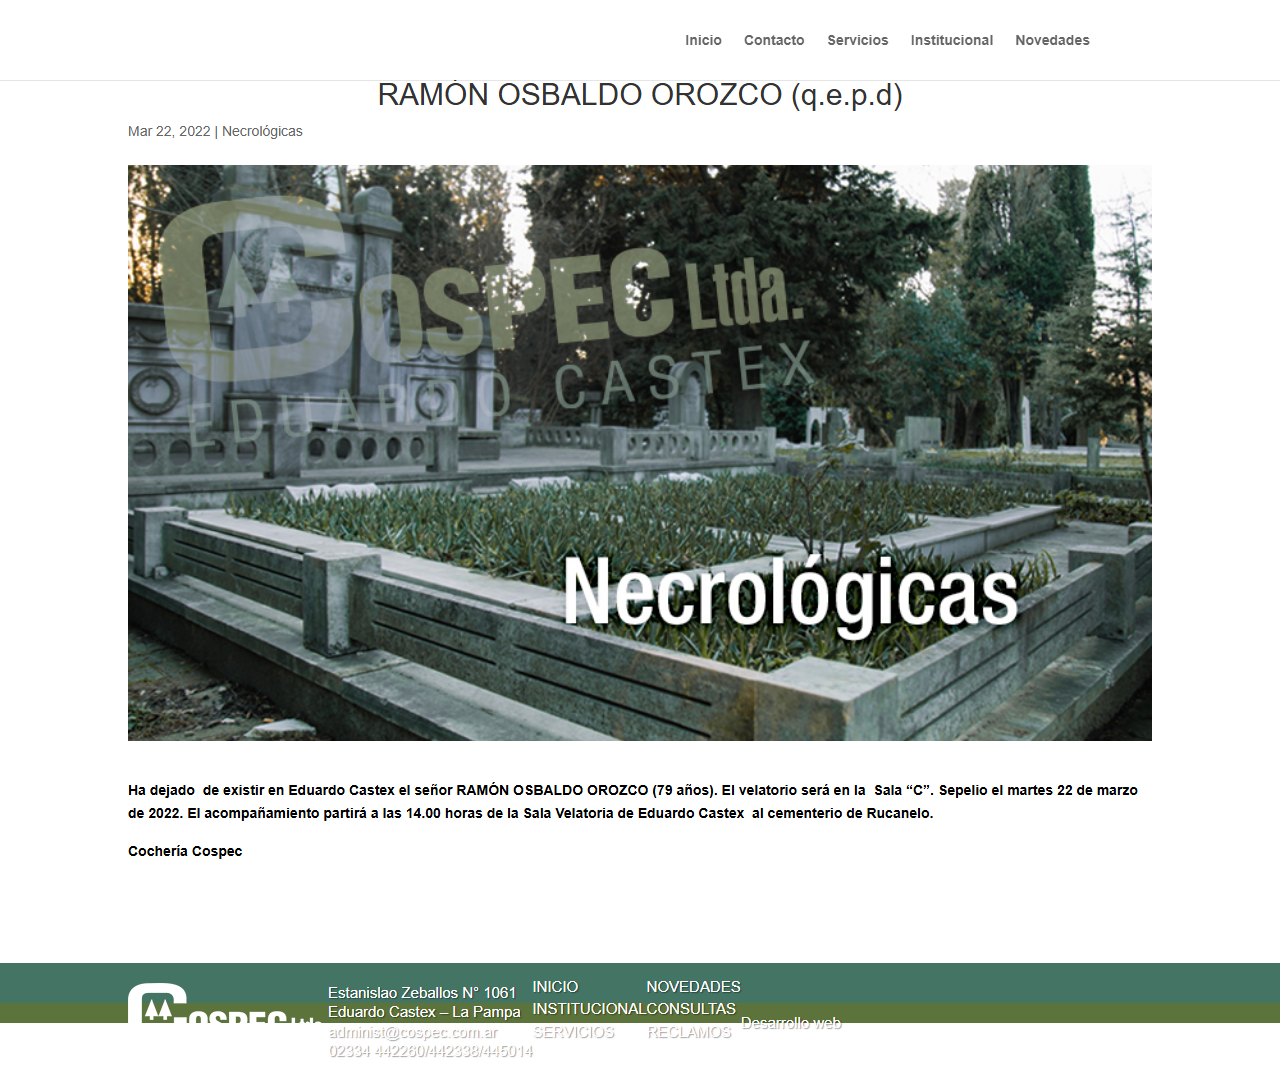 Inicio Contacto Servicios Institucional Novedades
RAMÓN OSBALDO OROZCO (q.e.p.d)
Mar 22, 2022 | Necrológicas
COSPEC Ltda.
EDUARDO CASTEX
Necrológicas
Ha dejado  de existir en Eduardo Castex el señor RAMÓN OSBALDO OROZCO (79 años). El velatorio será en la  Sala “C”. Sepelio el martes 22 de marzo
de 2022. El acompañamiento partirá a las 14.00 horas de la Sala Velatoria de Eduardo Castex  al cementerio de Rucanelo.
Cochería Cospec
COSPEC Ltda.
Estanislao Zeballos N° 1061
Eduardo Castex – La Pampa
administ@cospec.com.ar
02334 442260/442338/445014
INICIO
INSTITUCIONAL
SERVICIOS
NOVEDADES
CONSULTAS
RECLAMOS
Desarrollo web